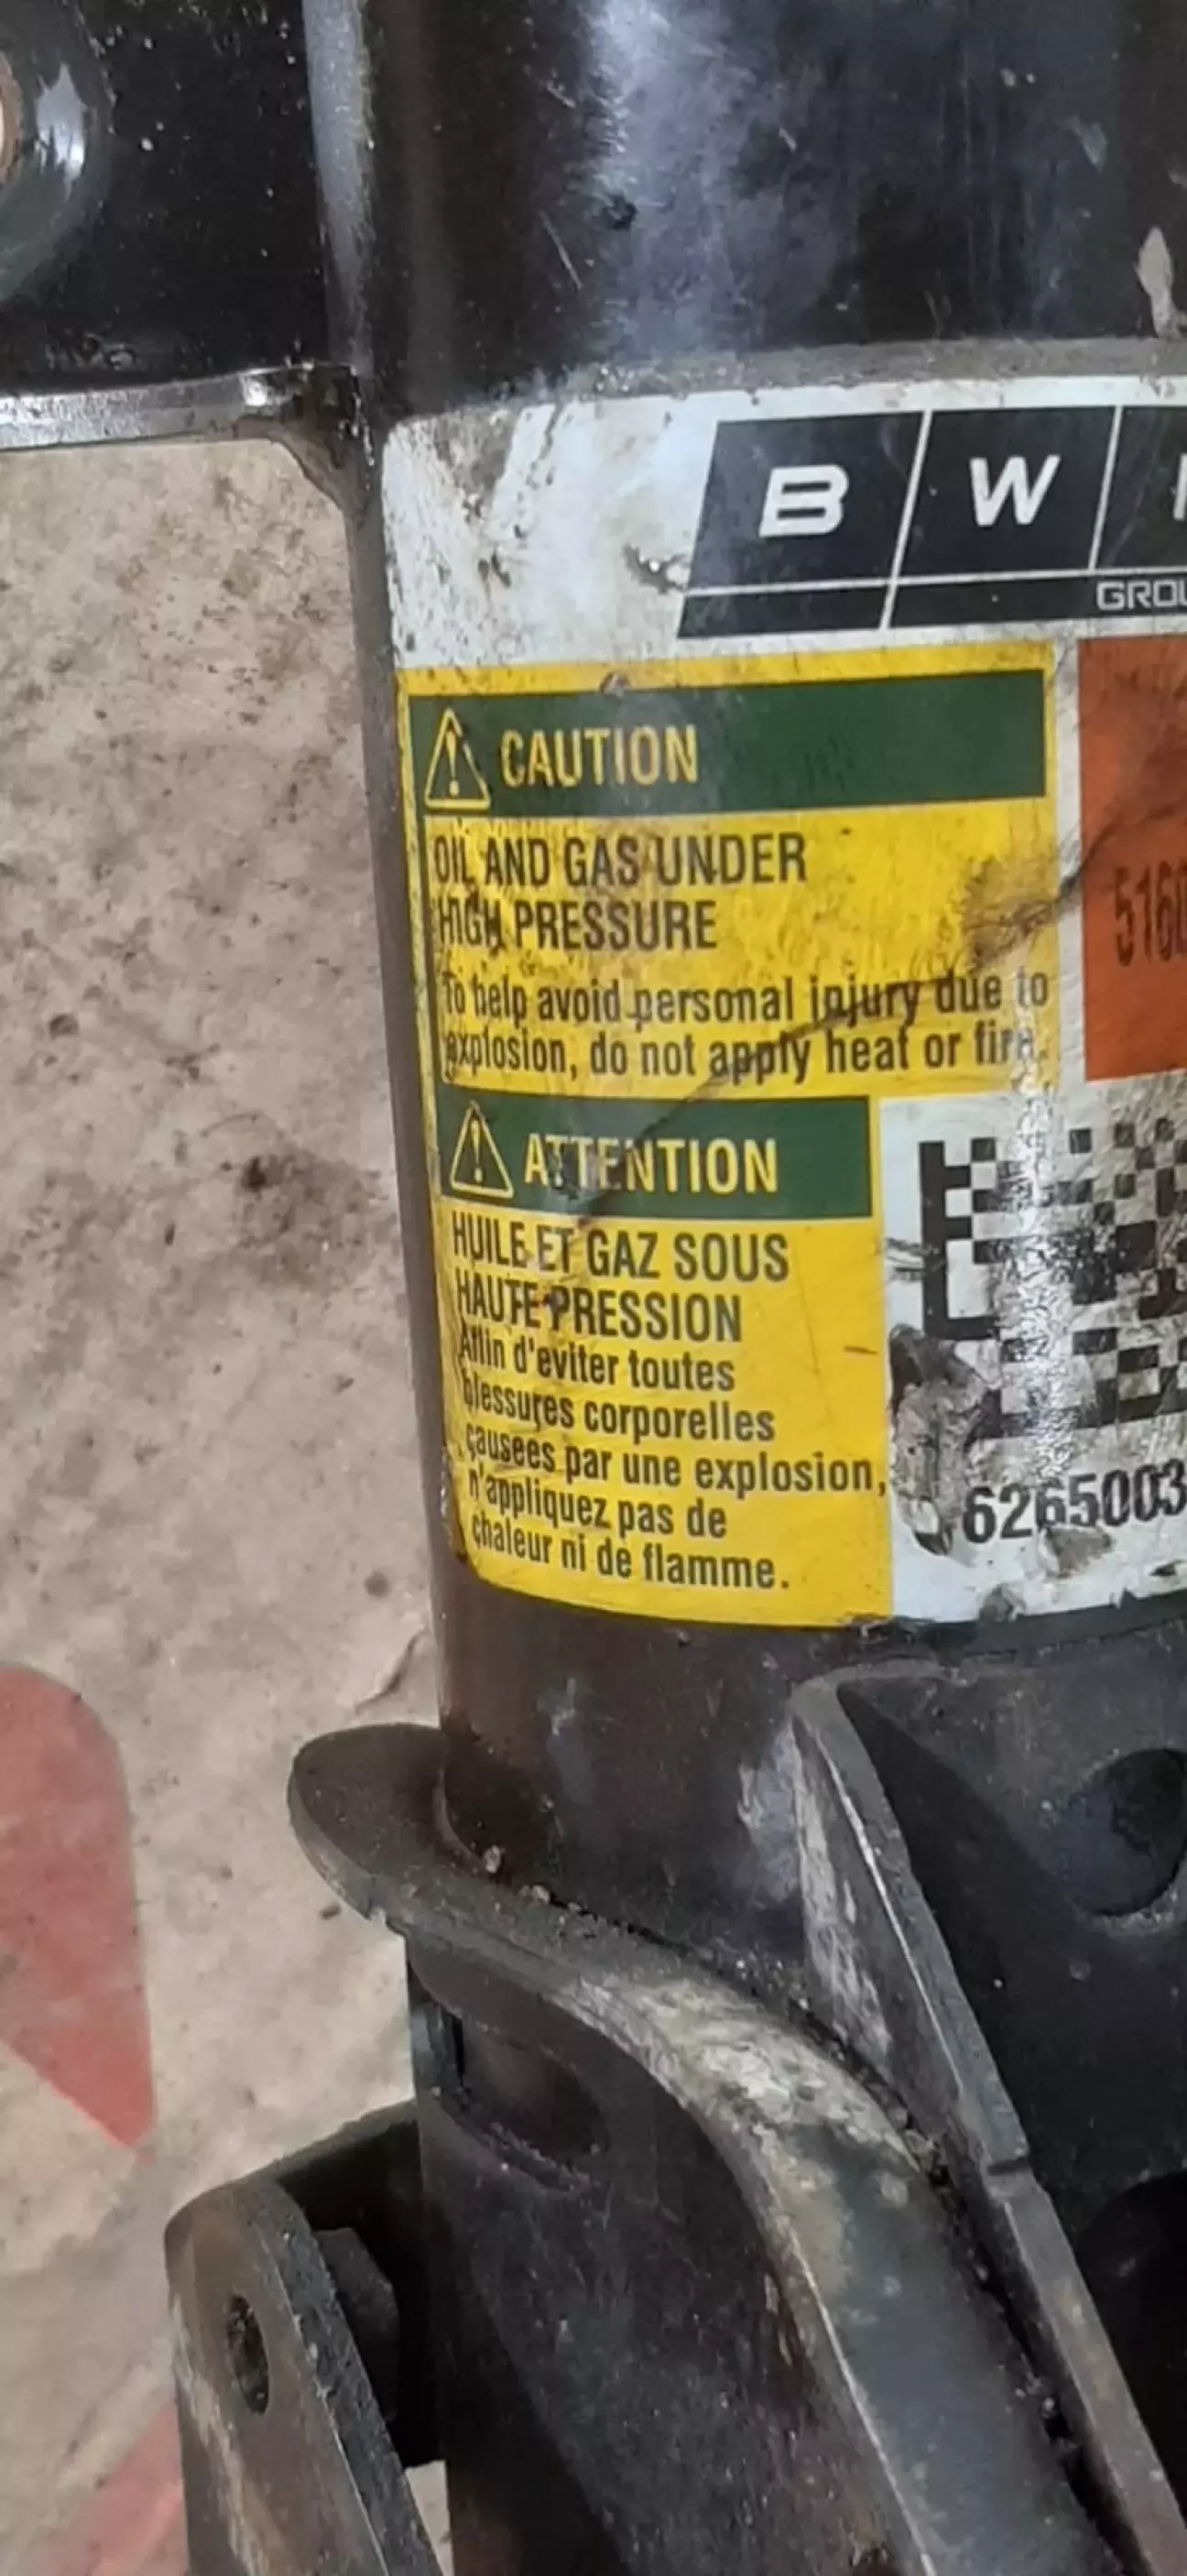 B W
GROU
CAUTION
OIL AND GAS UNDER
HIGH PRESSURE
To help avoid personal injury due to
explosion, do not apply heat or fire.
5160
ATTENTION
HUILE ET GAZ SOUS
HAUTE PRESSION
Afin d'eviter toutes
blessures corporelles
causees par une explosion,
n'appliquez pas de
chaleur ni de flamme.
6265003